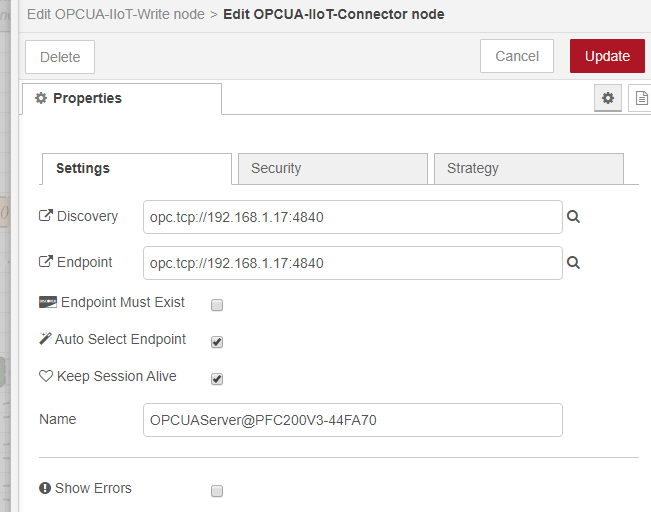 Edit OPCUA-IIoT-Write node > Edit OPCUA-IIoT-Connector node
Delete
Cancel
Update
Properties
Settings
Security
Strategy
Discovery
opc.tcp://192.168.1.17:4840
Endpoint
opc.tcp://192.168.1.17:4840
Endpoint Must Exist
Auto Select Endpoint
Keep Session Alive
Name
OPCUAServer@PFC200V3-44FA70
Show Errors